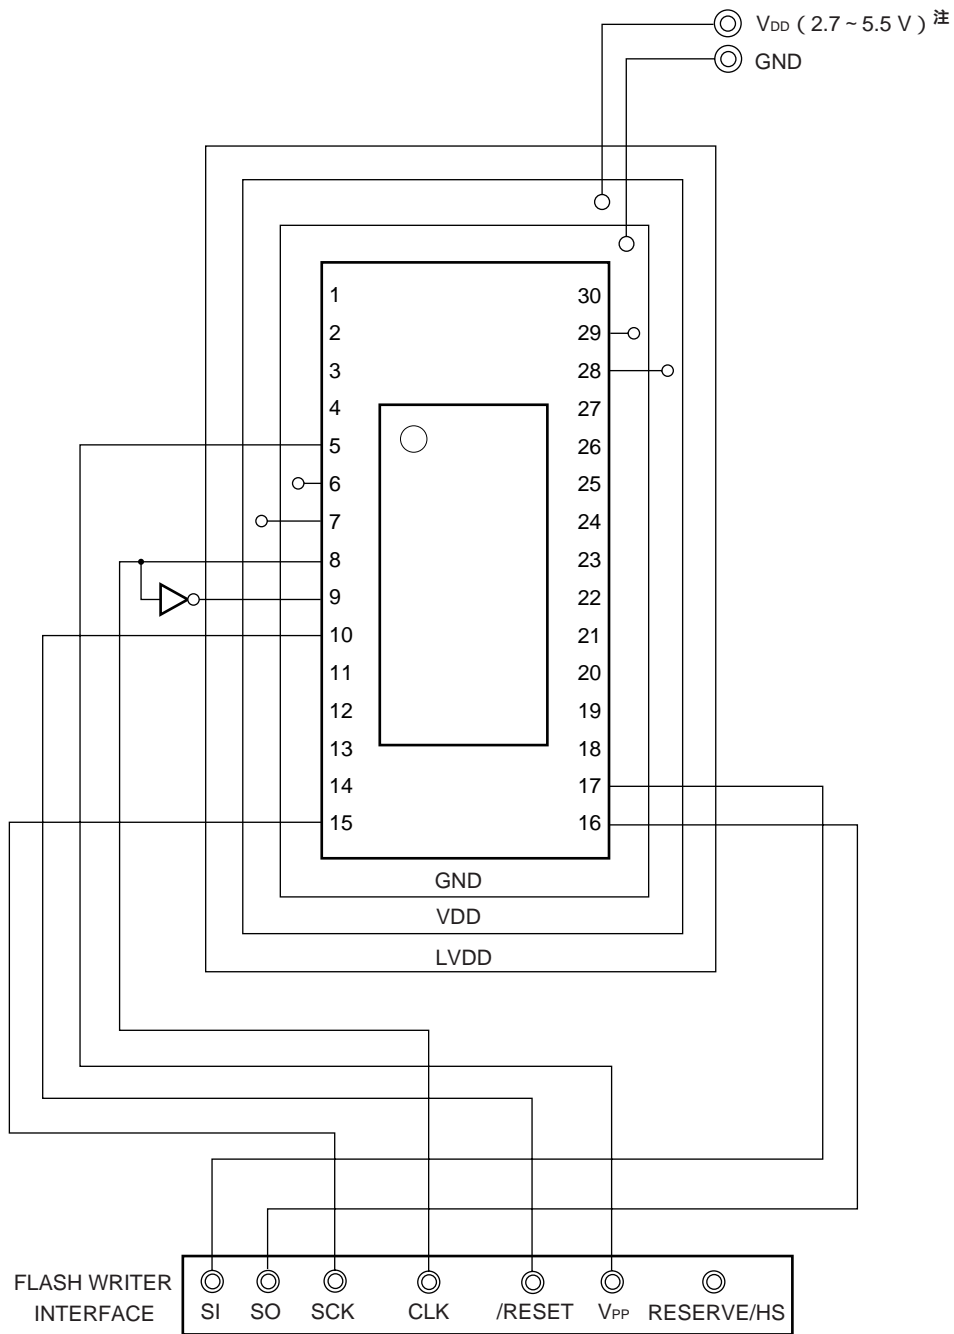 VDD ( 2.7 ~ 5.5 V ) 注
GND
1 30
2 29
3 28
4 27
5 26
6 25
7 24
8 23
9 22
10 21
11 20
12 19
13 18
14 17
15 16
GND
VDD
LVDD
FLASH WRITER
INTERFACE
SI SO SCK CLK /RESET VPP RESERVE/HS